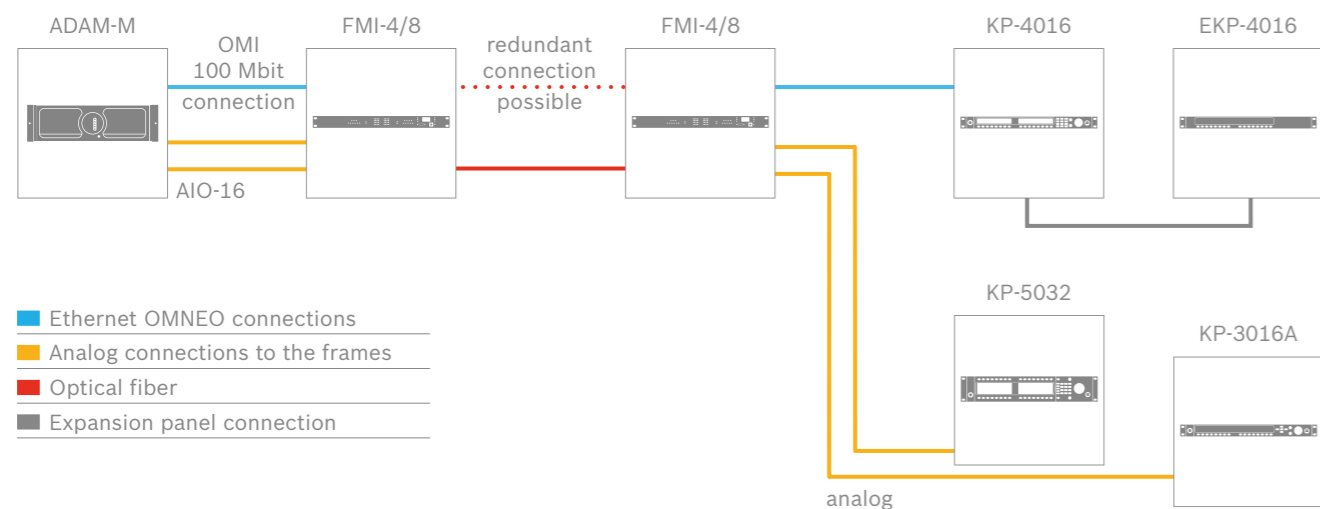 ADAM-M
FMI-4/8
FMI-4/8
KP-4016
EKP-4016
OMI
100 Mbit
connection
redundant
connection
possible
AIO-16
KP-5032
KP-3016A
Ethernet OMNEO connections
Analog connections to the frames
Optical fiber
Expansion panel connection
analog